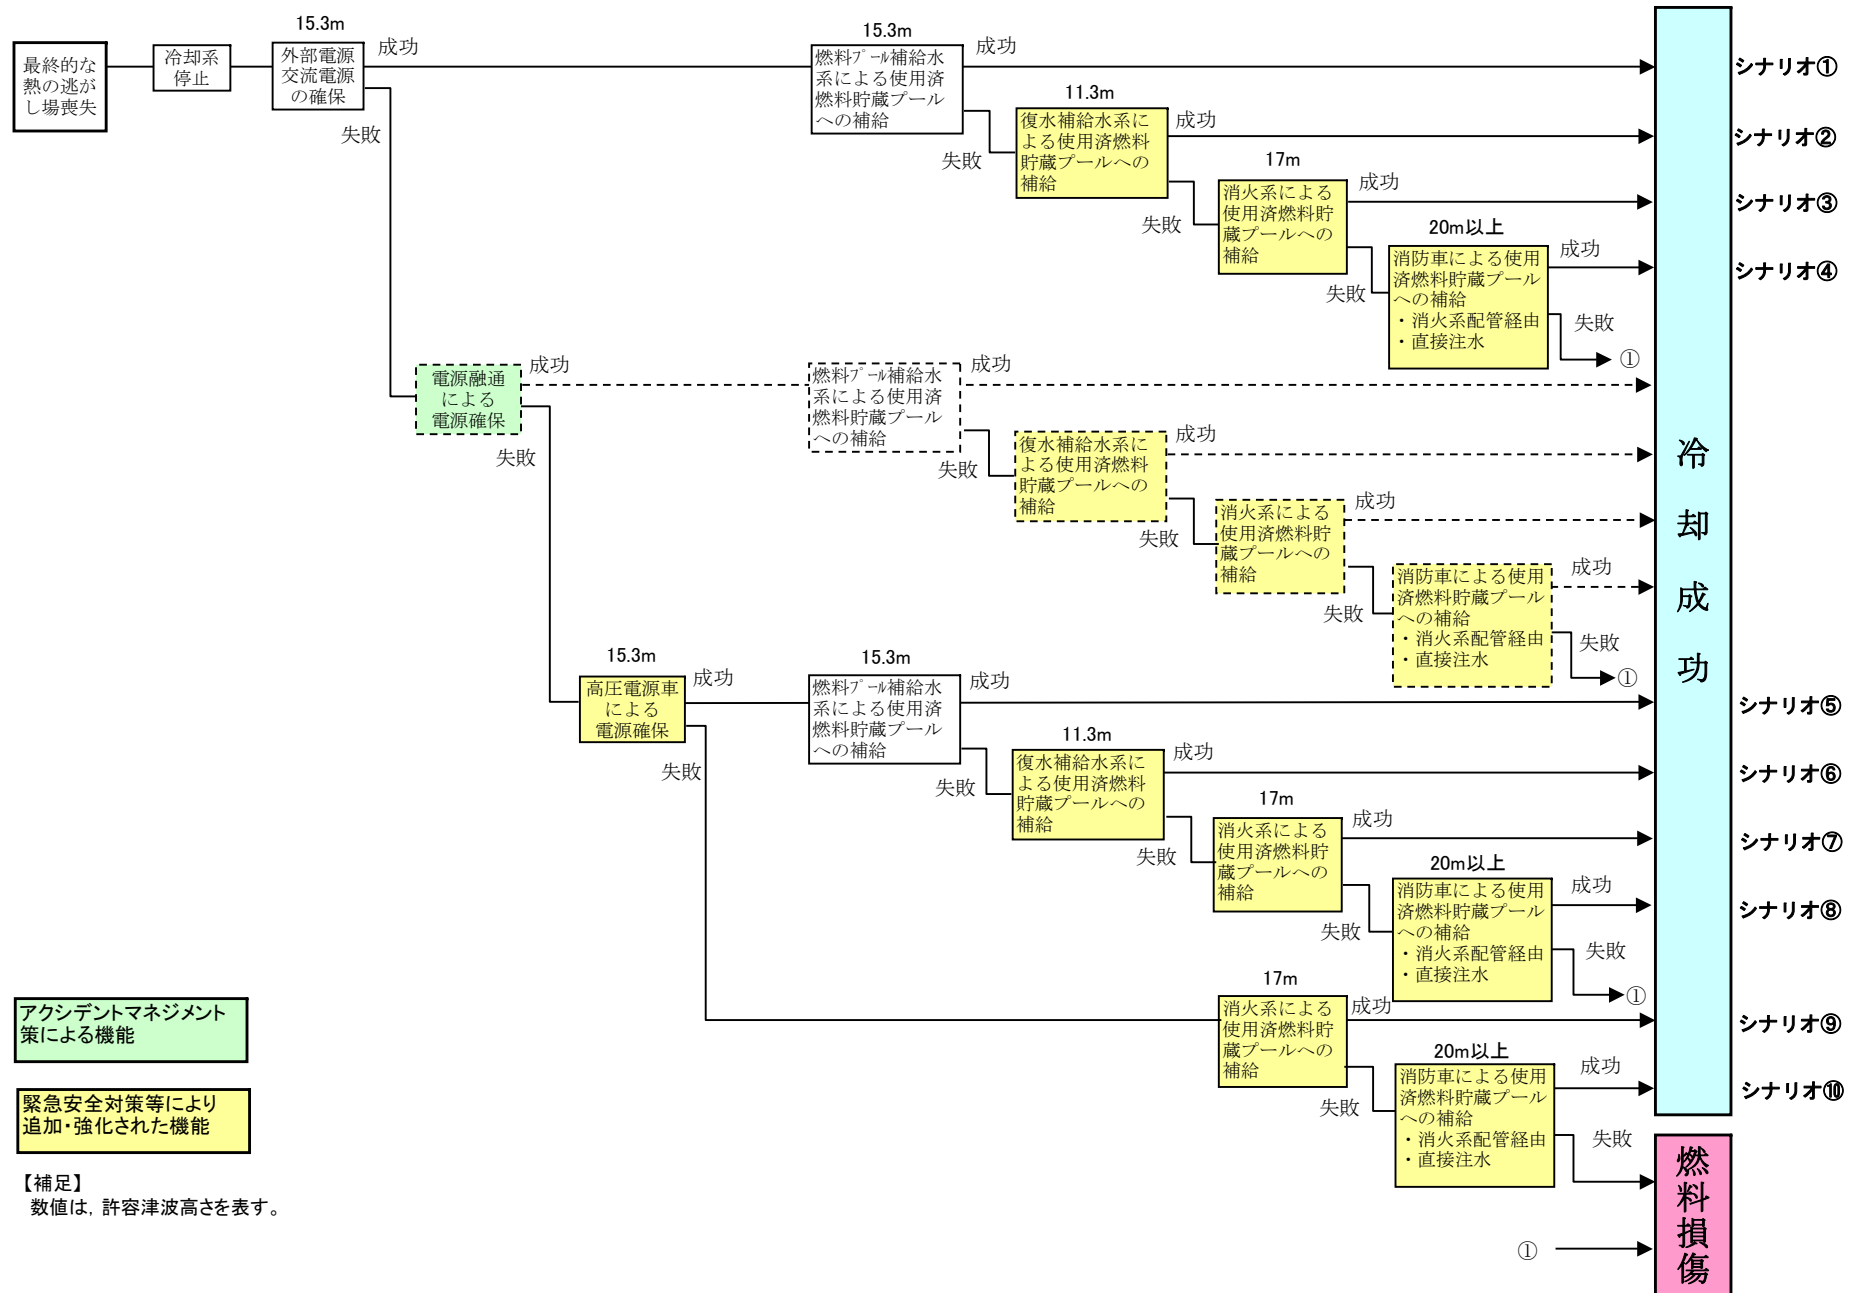 最終的な
熱の逃が
し場喪失
冷却系
停止
15.3m
外部電源
交流電源
の確保
成功
失敗
15.3m
燃料ﾌﾟｰﾙ補給水
系による使用済
燃料貯蔵プール
への補給
成功
失敗
11.3m
復水補給水系に
よる使用済燃料
貯蔵プールへの
補給
成功
失敗
17m
消火系による
使用済燃料貯
蔵プールへの
補給
成功
失敗
20m以上
消防車による使用
済燃料貯蔵プール
への補給
・消火系配管経由
・直接注水
成功
失敗
①
シナリオ①
シナリオ②
シナリオ③
シナリオ④
電源融通
による
電源確保
成功
失敗
燃料ﾌﾟｰﾙ補給水
系による使用済
燃料貯蔵プール
への補給
成功
失敗
復水補給水系に
よる使用済燃料
貯蔵プールへの
補給
成功
失敗
消火系による
使用済燃料貯
蔵プールへの
補給
成功
失敗
消防車による使用
済燃料貯蔵プール
への補給
・消火系配管経由
・直接注水
成功
失敗
①
15.3m
高圧電源車
による
電源確保
成功
失敗
15.3m
燃料ﾌﾟｰﾙ補給水
系による使用済
燃料貯蔵プール
への補給
成功
失敗
11.3m
復水補給水系に
よる使用済燃料
貯蔵プールへの
補給
成功
失敗
17m
消火系による
使用済燃料貯
蔵プールへの
補給
成功
失敗
20m以上
消防車による使用
済燃料貯蔵プール
への補給
・消火系配管経由
・直接注水
成功
失敗
①
シナリオ⑤
シナリオ⑥
シナリオ⑦
シナリオ⑧
17m
消火系による
使用済燃料貯
蔵プールへの
補給
成功
失敗
20m以上
消防車による使用
済燃料貯蔵プール
への補給
・消火系配管経由
・直接注水
成功
失敗
シナリオ⑨
シナリオ⑩
冷却成功
燃料損傷
①
アクシデントマネジメント
策による機能
緊急安全対策等により
追加・強化された機能
【補足】
数値は，許容津波高さを表す。